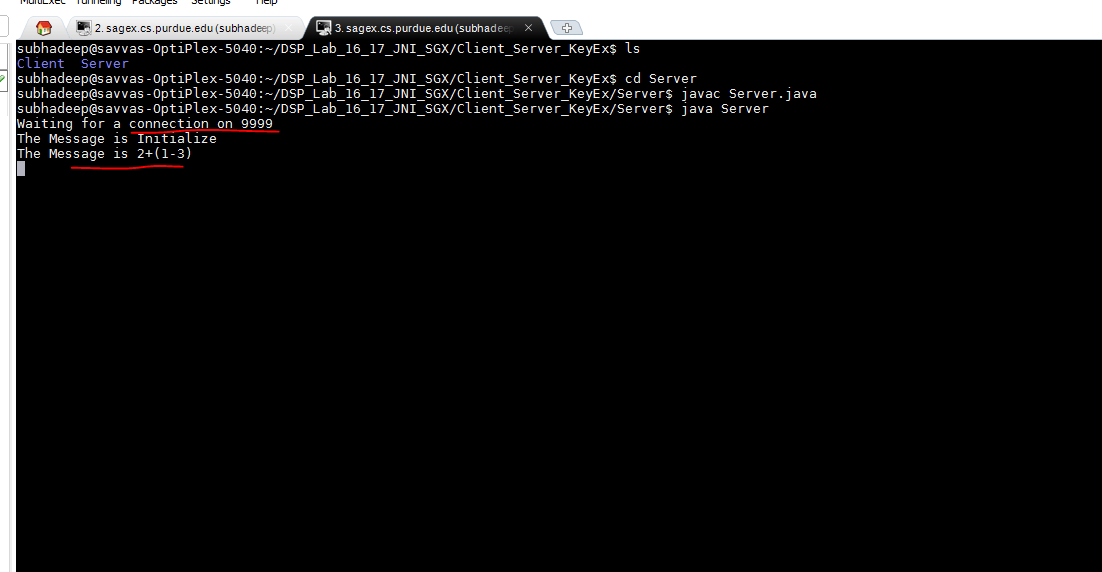 MultiExec Tunneling Packages Settings Help
2. sagex.cs.purdue.edu (subhadeep) 3. sagex.cs.purdue.edu (subhadeep
subhadeep@savvas-OptiPlex-5040:~/DSP_Lab_16_17_JNI_SGX/Client_Server_KeyEx$ ls
Client  Server
subhadeep@savvas-OptiPlex-5040:~/DSP_Lab_16_17_JNI_SGX/Client_Server_KeyEx$ cd Server
subhadeep@savvas-OptiPlex-5040:~/DSP_Lab_16_17_JNI_SGX/Client_Server_KeyEx/Server$ javac Server.java
subhadeep@savvas-OptiPlex-5040:~/DSP_Lab_16_17_JNI_SGX/Client_Server_KeyEx/Server$ java Server
Waiting for a connection on 9999
The Message is Initialize
The Message is 2+(1-3)